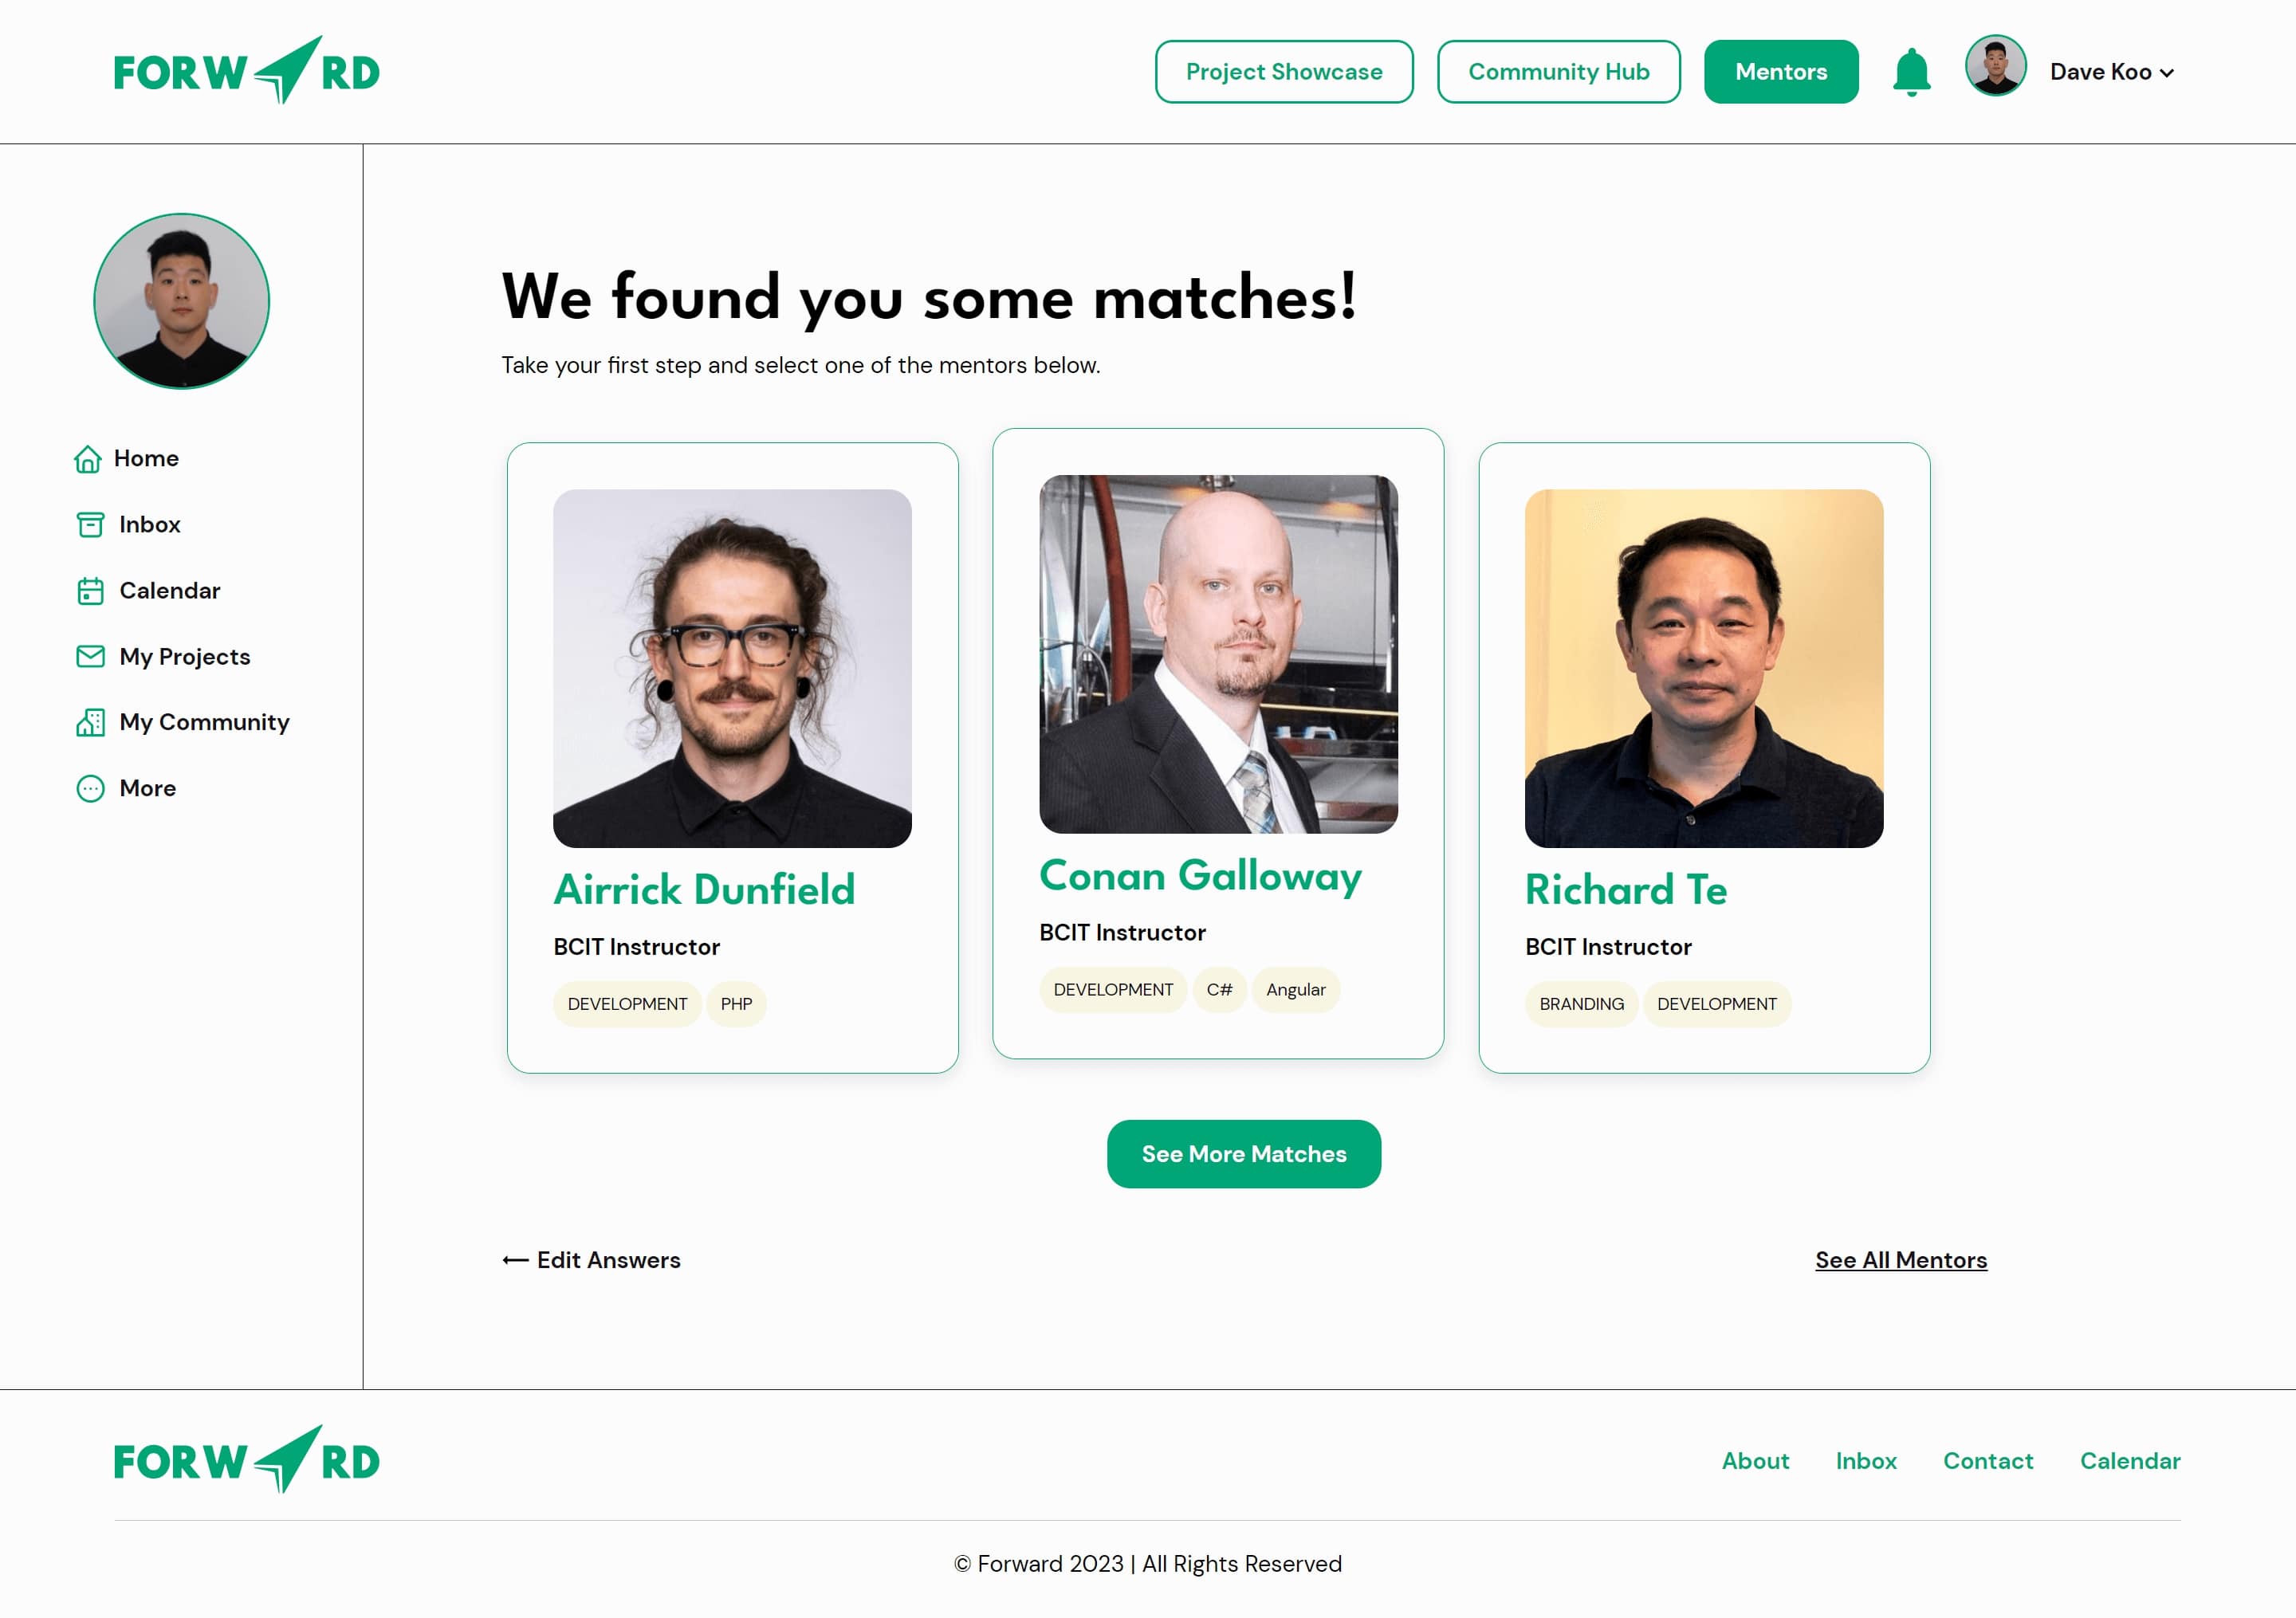 FORW RD
Project Showcase
Community Hub
Mentors
Dave Koo
Home
Inbox
Calendar
My Projects
My Community
More
We found you some matches!
Take your first step and select one of the mentors below.
Airrick Dunfield
BCIT Instructor
DEVELOPMENT PHP
Conan Galloway
BCIT Instructor
DEVELOPMENT C# Angular
Richard Te
BCIT Instructor
BRANDING DEVELOPMENT
See More Matches
⟵ Edit Answers
See All Mentors
FORW RD
About Inbox Contact Calendar
© Forward 2023 | All Rights Reserved